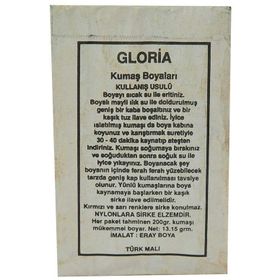 GLORIA
Kumaş Boyaları
KULLANIŞ USULÜ
Boyayı sıcak su ile eritiniz.
Boyalı mayii ılık su ile doldurulmuş
geniş bir kaba boşaltınız ve bir
kaşık tuz ilave ediniz. İyice
ıslatılmış kumaşı da boya kabına
koyunuz ve karıştırmak suretiyle
30 - 40 dakika kaynatıp ateşten
indiriniz. Kumaşı soğumaya bırakınız
ve soğuduktan sonra soğuk su ile
iyice yıkayınız. Boyanacak şey
boyanın içinde ferah ferah yüzebilecek
tarzda geniş kap kullanılması tavsiye
olunur. Yünlü kumaşlarına boya
kaynamaya başlayınca bir kaşık
sirke ilave edilmelidir.
Kırmızı ve sarı renklere sirke konulmaz.
NYLONLARA SİRKE ELZEMDİR.
Her paket tahminen 200gr. kumaşı
mükemmel boyar. Net: 13.15 grm.
İMALAT : ERAY BOYA
TÜRK MALI